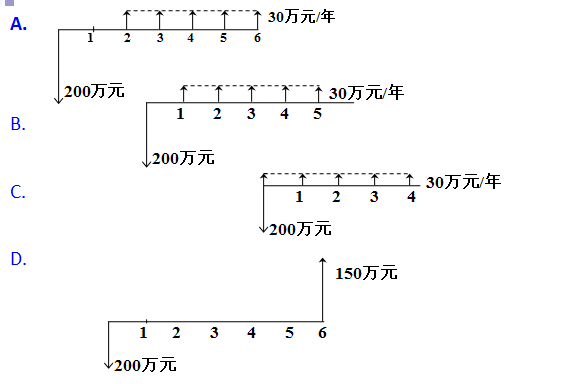 A.
30万元/年
1 2 3 4 5 6
200万元
B.
30万元/年
1 2 3 4 5
200万元
C.
30万元/年
1 2 3 4
200万元
D.
150万元
1 2 3 4 5 6
200万元